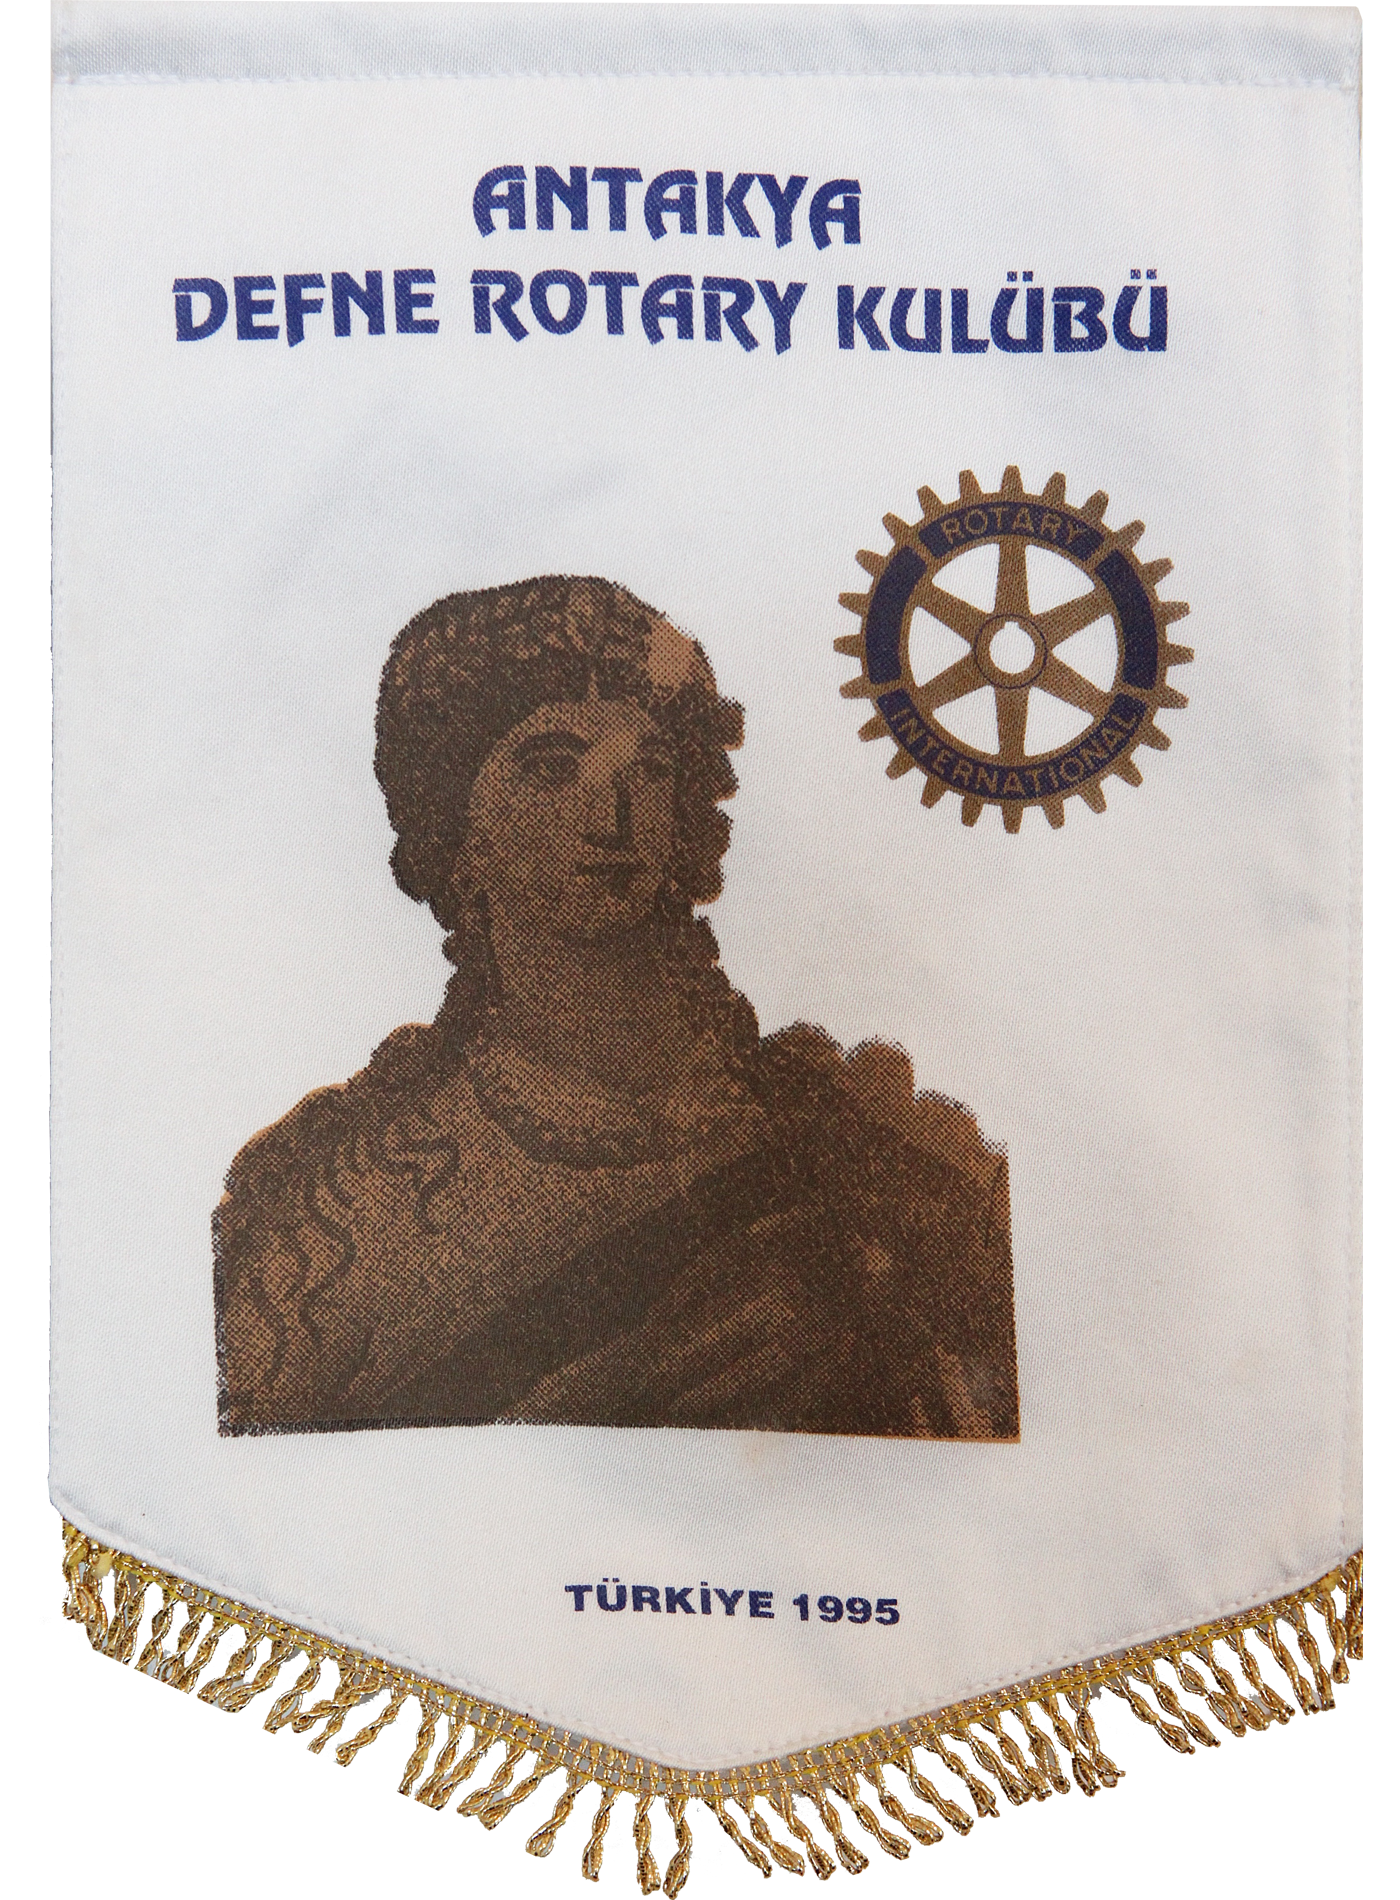 ANTAKYA
DEFNE ROTARY KULÜBÜ
ROTARY
INTERNATIONAL
TÜRKİYE 1995